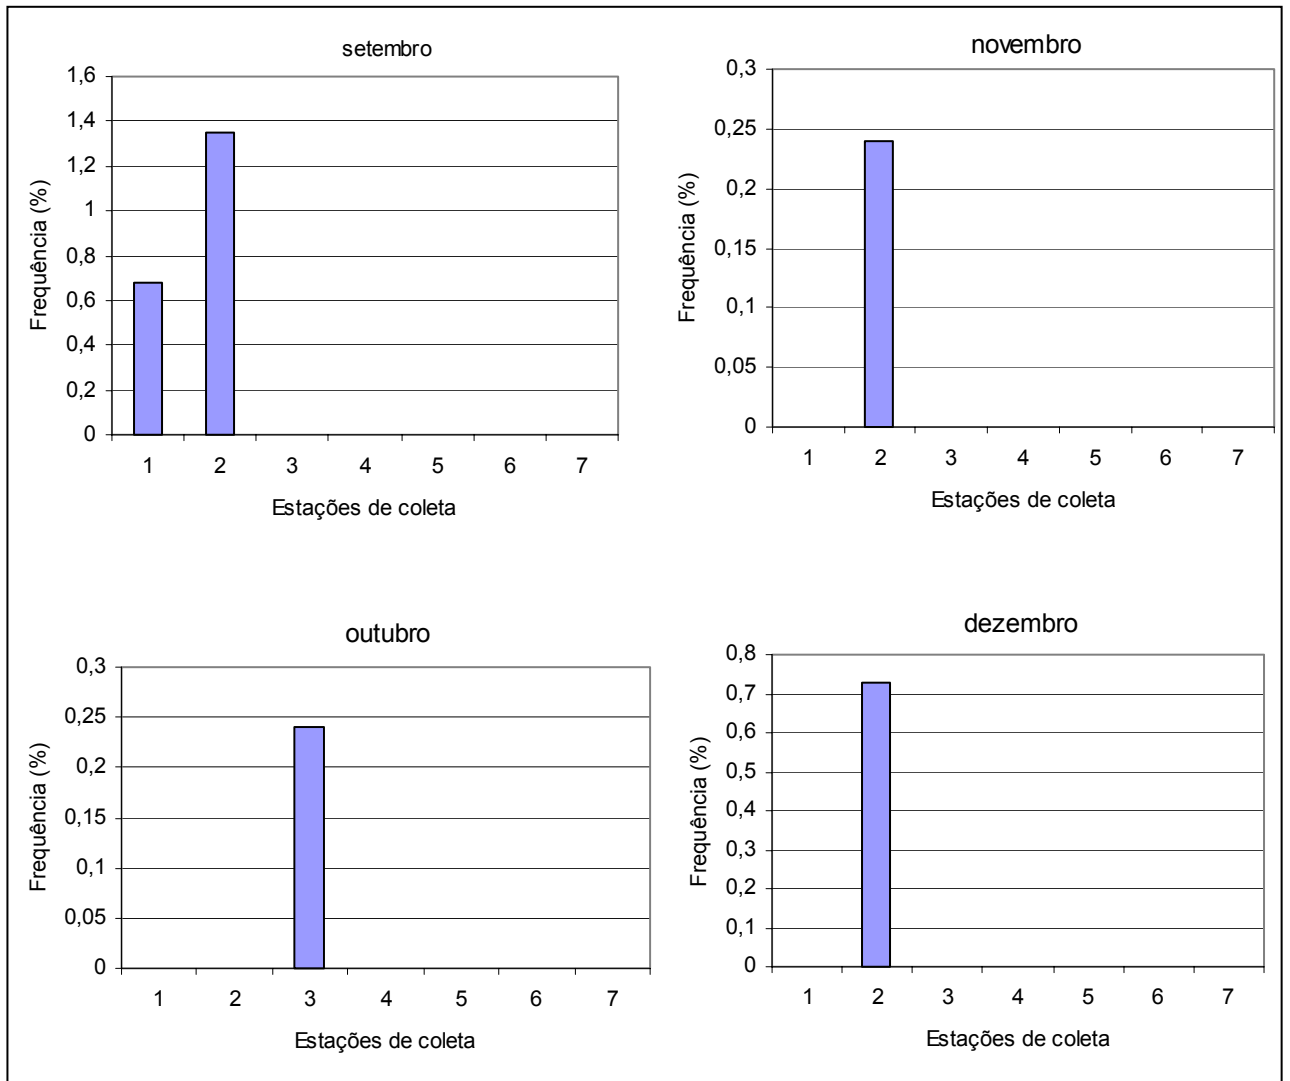 setembro
1,6
1,4
1,2
1
0,8
0,6
0,4
0,2
0
Frequência (%)
1 2 3 4 5 6 7
Estações de coleta
novembro
0,3
0,25
0,2
0,15
0,1
0,05
0
Frequência (%)
1 2 3 4 5 6 7
Estações de coleta
outubro
0,3
0,25
0,2
0,15
0,1
0,05
0
Frequência (%)
1 2 3 4 5 6 7
Estações de coleta
dezembro
0,8
0,7
0,6
0,5
0,4
0,3
0,2
0,1
0
Frequência (%)
1 2 3 4 5 6 7
Estações de coleta